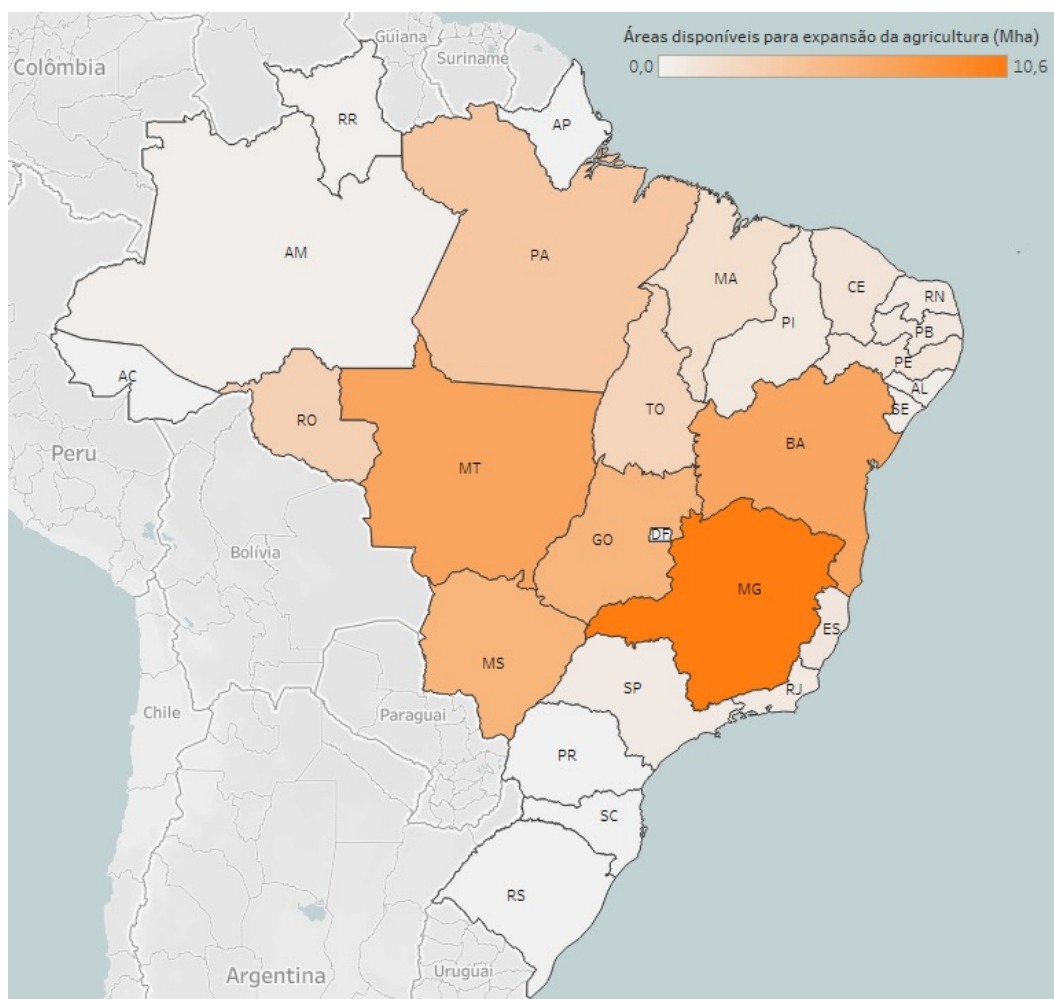 Áreas disponíveis para expansão da agricultura (Mha)
0,0 10,6
Guiana
Suriname
Colômbia
RR
AP
AM
PA
MA
CE
RN
PI
PB
PE
AC
AL
TO
SE
RO
BA
MT
Peru
GO
DF
Bolívia
MG
ES
MS
SP
RJ
Chile
Paraguai
PR
SC
RS
Argentina
Uruguai